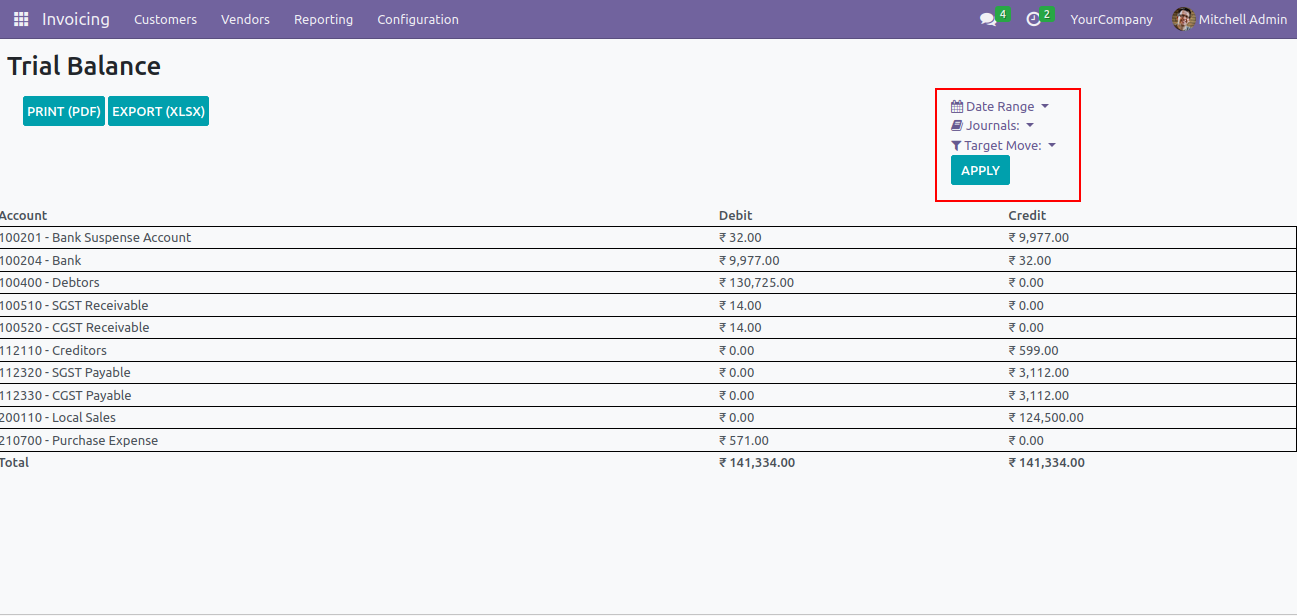 Invoicing Customers Vendors Reporting Configuration 4 2 YourCompany Mitchell Admin
Trial Balance
PRINT (PDF) EXPORT (XLSX)
Date Range
Journals:
Target Move:
APPLY
Account Debit Credit
100201 - Bank Suspense Account ₹ 32.00 ₹ 9,977.00
100204 - Bank ₹ 9,977.00 ₹ 32.00
100400 - Debtors ₹ 130,725.00 ₹ 0.00
100510 - SGST Receivable ₹ 14.00 ₹ 0.00
100520 - CGST Receivable ₹ 14.00 ₹ 0.00
112110 - Creditors ₹ 0.00 ₹ 599.00
112320 - SGST Payable ₹ 0.00 ₹ 3,112.00
112330 - CGST Payable ₹ 0.00 ₹ 3,112.00
200110 - Local Sales ₹ 0.00 ₹ 124,500.00
210700 - Purchase Expense ₹ 571.00 ₹ 0.00
Total ₹ 141,334.00 ₹ 141,334.00